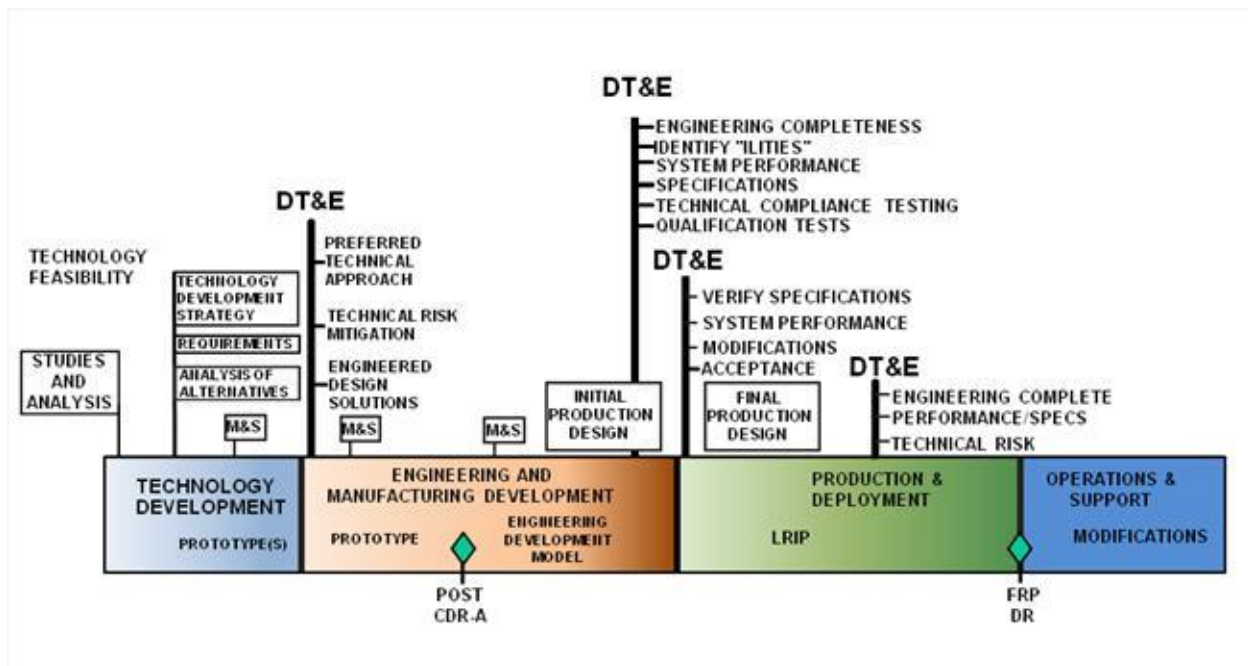 DT&E
ENGINEERING COMPLETENESS
IDENTIFY "ILITIES"
SYSTEM PERFORMANCE
SPECIFICATIONS
TECHNICAL COMPLIANCE TESTING
QUALIFICATION TESTS
DT&E
PREFERRED
TECHNICAL
APPROACH
TECHNICAL RISK
MITIGATION
ENGINEERED
DESIGN
SOLUTIONS
TECHNOLOGY
FEASIBILITY
TECHNOLOGY
DEVELOPMENT
STRATEGY
REQUIREMENTS
ANALYSIS OF
ALTERNATIVES
STUDIES
AND
ANALYSIS
M&S
M&S
M&S
INITIAL
PRODUCTION
DESIGN
DT&E
VERIFY SPECIFICATIONS
SYSTEM PERFORMANCE
MODIFICATIONS
ACCEPTANCE
FINAL
PRODUCTION
DESIGN
DT&E
ENGINEERING COMPLETE
PERFORMANCE/SPECS
TECHNICAL RISK
TECHNOLOGY
DEVELOPMENT
PROTOTYPE(S)
ENGINEERING AND
MANUFACTURING DEVELOPMENT
PROTOTYPE
ENGINEERING
DEVELOPMENT
MODEL
PRODUCTION &
DEPLOYMENT
LRIP
OPERATIONS &
SUPPORT
MODIFICATIONS
POST
CDR-A
FRP
DR